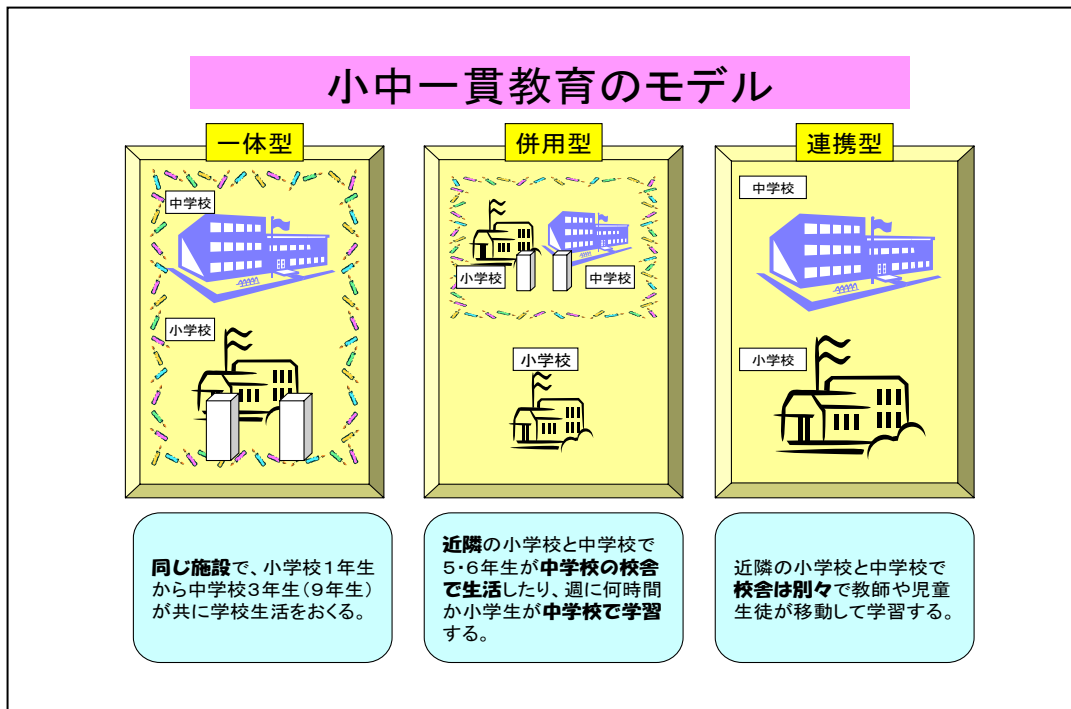 小中一貫教育のモデル
一体型
中学校
小学校
同じ施設で、小学校1年生
から中学校3年生(9年生)
が共に学校生活をおくる。
併用型
小学校
中学校
小学校
近隣の小学校と中学校で
5・6年生が中学校の校舎
で生活したり、週に何時間
か小学生が中学校で学習
する。
連携型
中学校
小学校
近隣の小学校と中学校で
校舎は別々で教師や児童
生徒が移動して学習する。